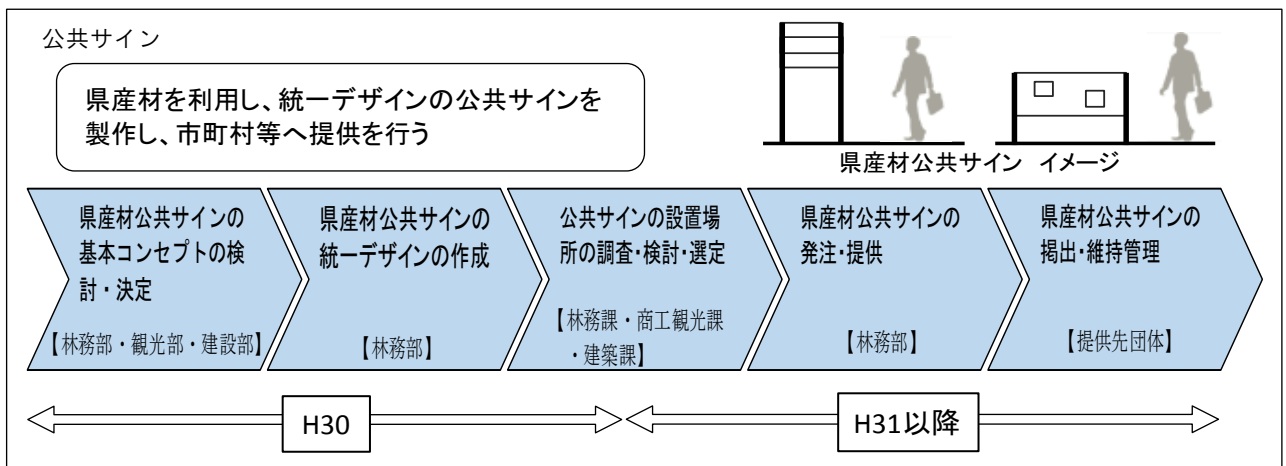 公共サイン
県産材を利用し、統一デザインの公共サインを
製作し、市町村等へ提供を行う
県産材公共サイン　イメージ
県産材公共サインの
基本コンセプトの検
討・決定
【林務部・観光部・建設部】
県産材公共サインの
統一デザインの作成
【林務部】
公共サインの設置場
所の調査・検討・選定
【林務課・商工観光課
・建築課】
県産材公共サインの
発注・提供
【林務部】
県産材公共サインの
掲出・維持管理
【提供先団体】
H30
H31以降